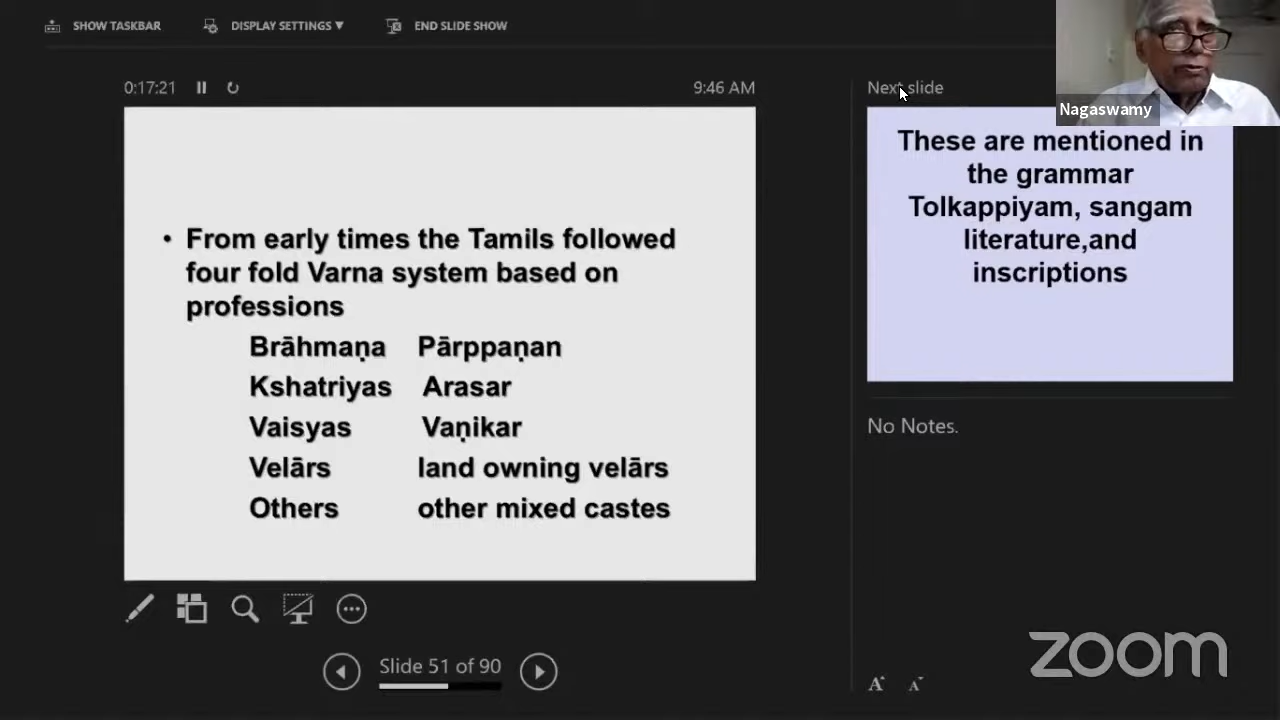 SHOW TASKBAR DISPLAY SETTINGS ▼ END SLIDE SHOW
0:17:21 9:46 AM
• From early times the Tamils followed
four fold Varna system based on
professions
Brāhmaṇa Pārppaṇan
Kshatriyas Arasar
Vaisyas Vaṇikar
Velārs land owning velārs
Others other mixed castes
Slide 51 of 90
Next slide
Nagaswamy
These are mentioned in
the grammar
Tolkappiyam, sangam
literature,and
inscriptions
No Notes.
A A
zoom